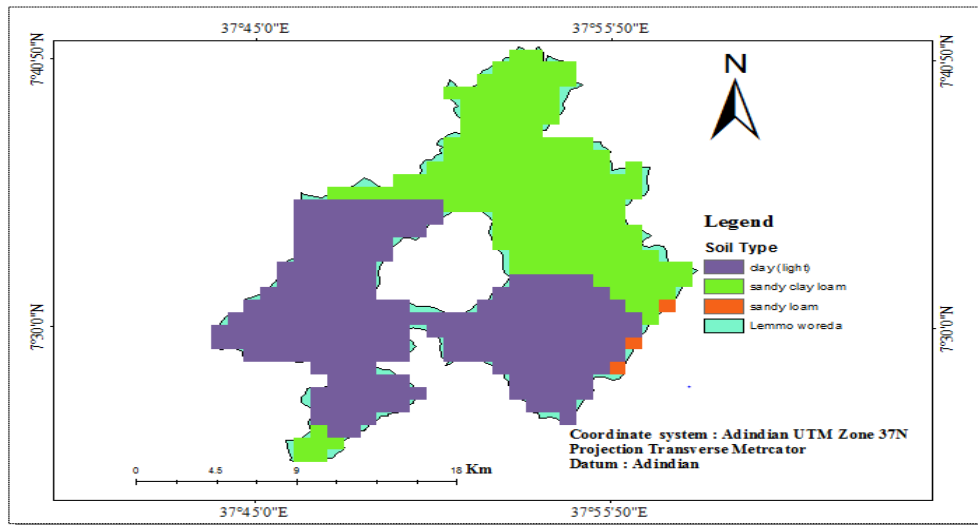 37°45'0"E 37°55'50"E
7°40'50"N 7°40'50"N
N
Legend
Soil Type
clay (light)
sandy clay loam
sandy loam
Lemmo woreda
7°30'0"N 7°30'0"N
Coordinate system : Adindian UTM Zone 37N
Projection Transverse Metrcator
Datum : Adindian
0 4.5 9 18 Km
37°45'0"E 37°55'50"E